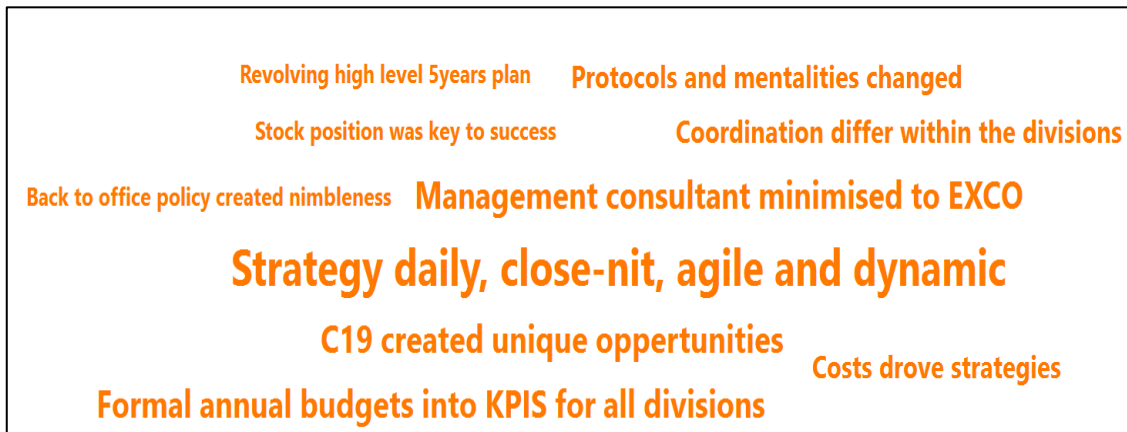 Revolving high level 5years plan
Protocols and mentalities changed
Stock position was key to success
Coordination differ within the divisions
Back to office policy created nimbleness
Management consultant minimised to EXCO
Strategy daily, close-nit, agile and dynamic
C19 created unique oppertunities
Costs drove strategies
Formal annual budgets into KPIS for all divisions